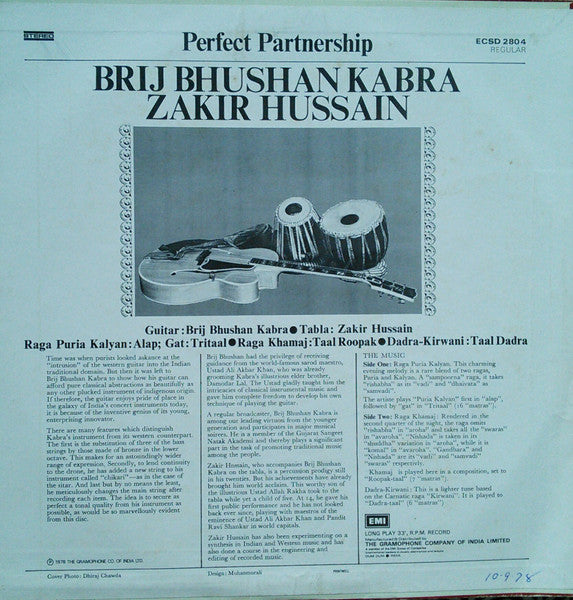 STEREO
Perfect Partnership
ECSD 2804
REGULAR
BRIJ BHUSHAN KABRA
ZAKIR HUSSAIN
Guitar : Brij Bhushan Kabra ● Tabla : Zakir Hussain
Raga Puria Kalyan : Alap; Gat : Tritaal ● Raga Khamaj : Taal Roopak ● Dadra-Kirwani : Taal Dadra
Time was when purists looked askance at the
"intrusion" of the western guitar into the Indian
traditional domain. But then it was left to
Brij Bhushan Kabra to show how his guitar can
afford pure classical abstractions as beautifully as
any other plucked instrument of indigenous origin.
If therefore, the guitar enjoys pride of place in
the galaxy of India's concert instruments today,
it is because of the inventive genius of its young,
enterprising innovator.
There are many features which distinguish
Kabra's instrument from its western counterpart.
The first is the substitution of three of the bass
strings by those made of bronze in the lower
octave. This makes for an astoundingly wider
range of expression. Secondly, to lend continuity
to the drone, he has added a new string to his
instrument called "chikari"—as in the case of
the sitar. And last but by no means the least,
he meticulously changes the main string after
recording each item. The idea is to secure as
perfect a tonal quality from his instrument as
possible, as would be so marvellously evident
from this disc.
Brij Bhushan had the privilege of receiving
guidance from the world-famous sarod maestro,
Ustad Ali Akbar Khan, who was already
coaching Kabra's illustrious elder brother,
Damodar Lal. The Ustad gladly taught him the
intricacies of classical instrumental music and
gave him complete freedom to develop his own
technique of playing the guitar.
A regular broadcaster, Brij Bhushan Kabra is
among our leading virtuosi from the younger
generation and participates in major musical
soirees. He is a member of the Bharat Sangeet
Natak Akademi and thereby plays a significant
part in the task of promoting traditional music
among the people.
Zakir Hussain, who accompanies Brij Bhushan
Kabra on the tabla, is a percussion prodigy still
in his twenties. But his achievements have already
brought him world acclaim. This worthy son of
the illustrious Ustad Allah Rakha took to the
tabla while yet a child of five. At 14, he gave his
first public performance and he has not looked
back ever since, playing with maestros of the
eminence of Ustad Ali Akbar Khan and Pandit
Ravi Shankar in world capitals.
Zakir Hussain has also been experimenting on a
synthesis in Indian and Western music and has
also done a course in the engineering and
editing of recorded music.
THE MUSIC
Side One: Raga Puria Kalyan. This charming
evening melody is a rare blend of two ragas,
Puria and Kalyan. A "sampoorna" raga, it takes
"rishabha" as its "vadi" and "dhaivata" as
"samvadi".
The artiste plays "Puria Kalyan" first in "alap",
followed by "gat" in "Tritaal" (16 "matras").
Side Two: Raga Khamaj: Rendered in the
second quarter of the night, the raga omits
"rishabha" in "aroha" and takes all the "swaras"
in "avaroha". "Nishada" is taken in its
"shuddha" variation in "aroha", while it is
"komal" in "avaroha". "Gandhara" and
"Nishada" are its "vadi" and "samvadi"
"swaras" respectively.
Khamaj is played here in a composition, set to
"Roopak-taal" (7 "matras").
Dadra-Kirwani: This is a lighter tune based
on the Carnatic raga "Kirwani". It is played to
"Dadra-taal" (6 "matras")
EMI
LONG PLAY 33⅓ R.P.M. RECORD
Manufactured and Distributed by
THE GRAMOPHONE COMPANY OF INDIA LIMITED
DUM DUM • INDIA
Ⓟ 1978 THE GRAMOPHONE CO. OF INDIA LTD.
Cover Photo : Dhiraj Chawda
Design : Muhanmurali
10·9·78